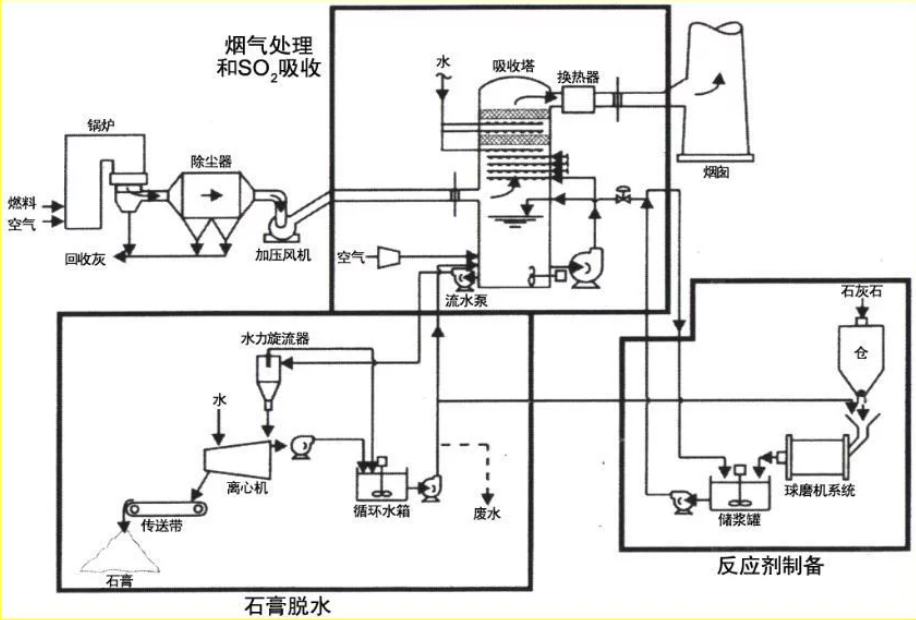 烟气处理
和SO₂吸收
水
吸收塔
换热器
锅炉
除尘器
烟囱
燃料
空气
回收灰
加压风机
空气
流水泵
石灰石
水力旋流器
仓
水
离心机
循环水箱
废水
球磨机系统
传送带
储浆罐
石膏
反应剂制备
石膏脱水